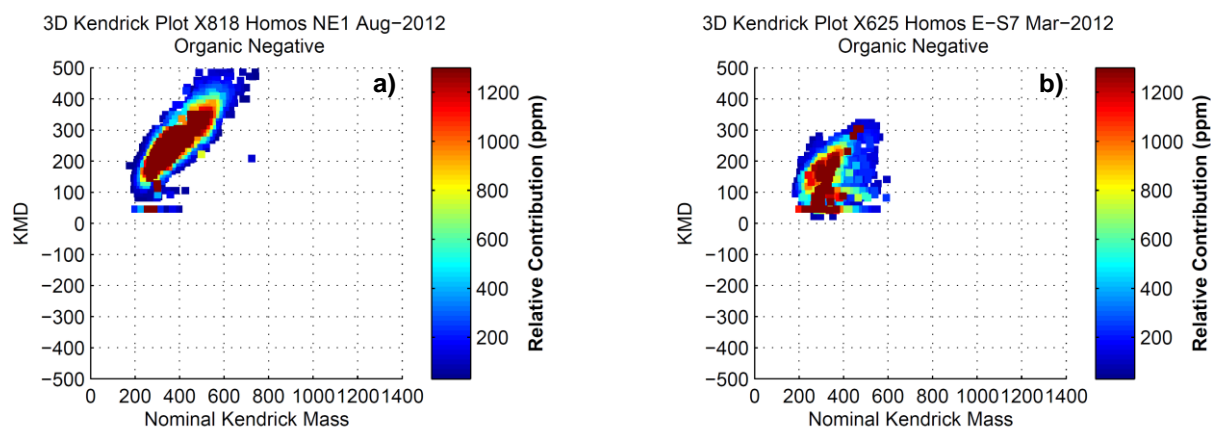 3D Kendrick Plot X818 Homos NE1 Aug−2012
Organic Negative
500
400
300
200
100
0
−100
−200
−300
−400
−500
KMD
a)
0 200 400 600 800 1000 1200 1400
Nominal Kendrick Mass
1200
1000
800
600
400
200
Relative Contribution (ppm)
3D Kendrick Plot X625 Homos E−S7 Mar−2012
Organic Negative
500
400
300
200
100
0
−100
−200
−300
−400
−500
KMD
b)
0 200 400 600 800 1000 1200 1400
Nominal Kendrick Mass
1200
1000
800
600
400
200
Relative Contribution (ppm)